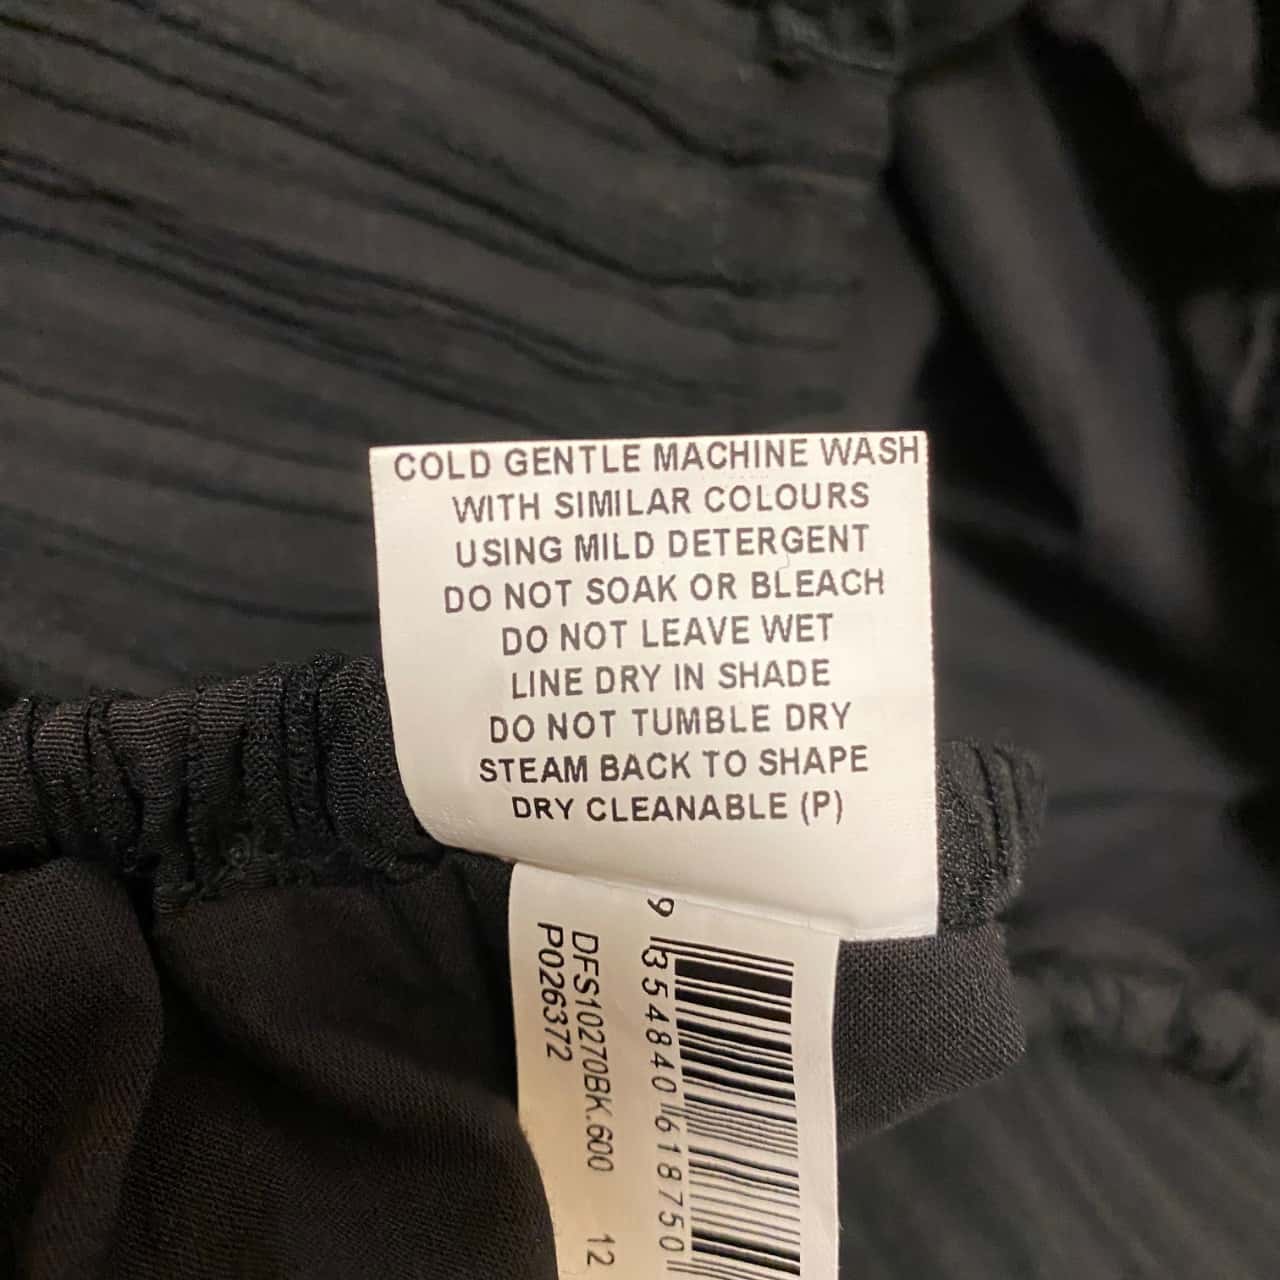 COLD GENTLE MACHINE WASH
WITH SIMILAR COLOURS
USING MILD DETERGENT
DO NOT SOAK OR BLEACH
DO NOT LEAVE WET
LINE DRY IN SHADE
DO NOT TUMBLE DRY
STEAM BACK TO SHAPE
DRY CLEANABLE (P)
9 354840 618750
DFS10270BK.600 12
P026372